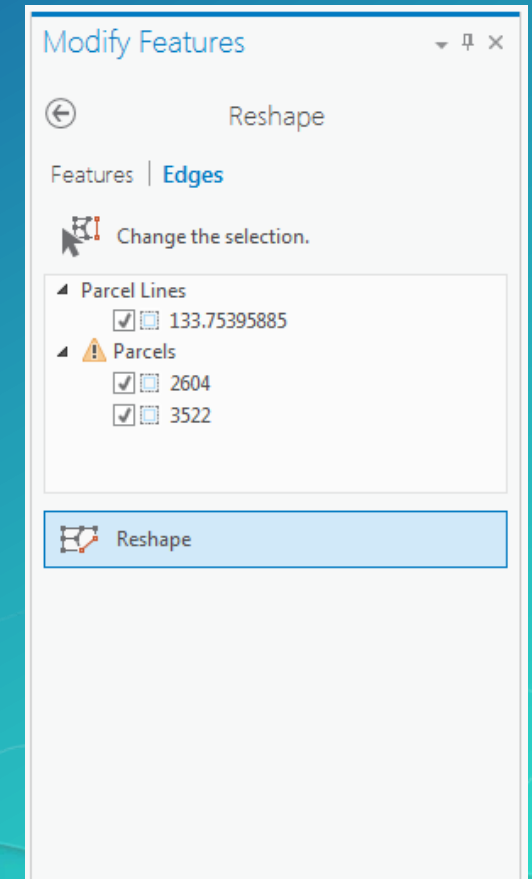 Modify Features
Reshape
Features | Edges
Change the selection.
Parcel Lines
133.75395885
Parcels
2604
3522
Reshape